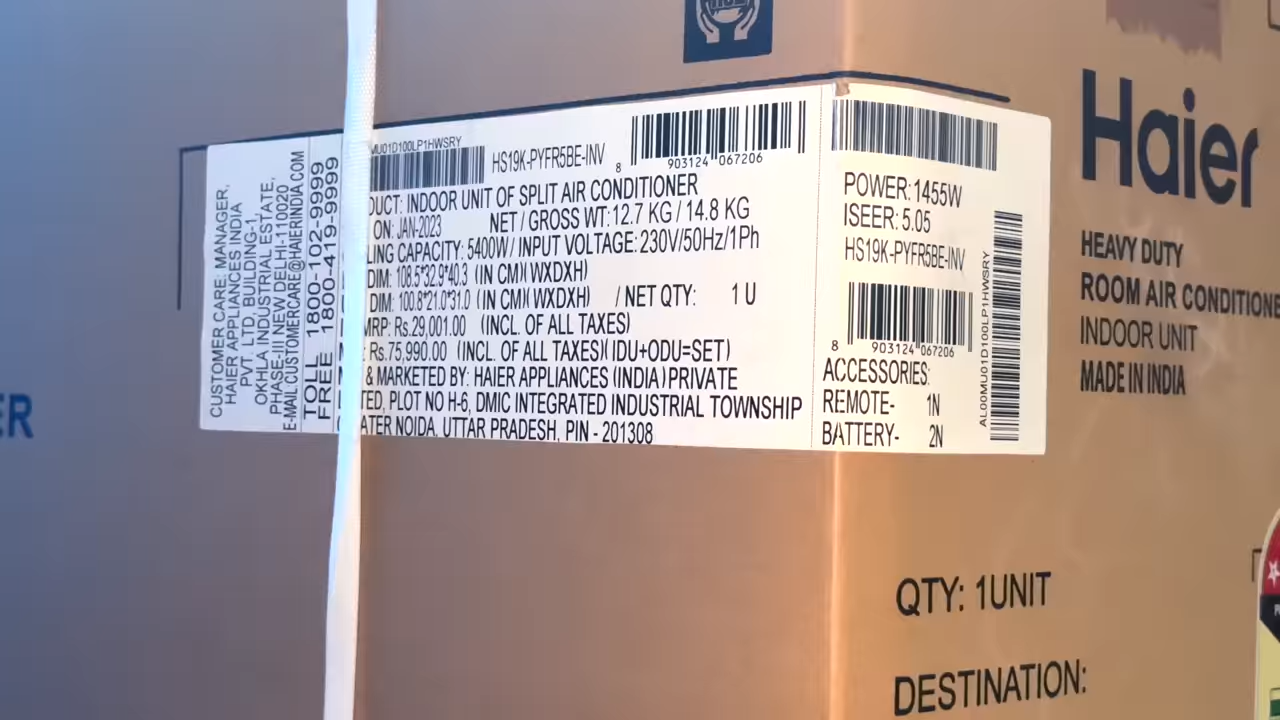 CUSTOMER CARE. MANAGER,
HAIER APPLIANCES INDIA
PVT. LTD, BUILDING-1,
OKHLA INDUSTRIAL ESTATE,
PHASE-III NEW DELHI-110020
E-MAIL:CUSTOMERCARE@HAIERINDIA.COM
TOLL 1800-102-9999
FREE 1800-419-9999
MU01D100LP1HWSRY
HS19K-PYFR5BE-INV
8 903124 067206
DUCT: INDOOR UNIT OF SPLIT AIR CONDITIONER
ON: JAN-2023 NET / GROSS WT: 12.7 KG / 14.8 KG
LING CAPACITY: 5400W / INPUT VOLTAGE: 230V/50Hz/1Ph
DIM: 108.5*32.9*40.3 (IN CM)( WXDXH)
DIM: 100.8*21.0*31.0 (IN CM)( WXDXH) / NET QTY: 1 U
MRP: Rs.29,001.00 (INCL. OF ALL TAXES)
: Rs.75,990.00 (INCL. OF ALL TAXES)( IDU+ODU=SET)
& MARKETED BY: HAIER APPLIANCES (INDIA) PRIVATE
TED, PLOT NO H-6, DMIC INTEGRATED INDUSTRIAL TOWNSHIP
ATER NOIDA, UTTAR PRADESH, PIN - 201308
POWER: 1455W
ISEER: 5.05
HS19K-PYFR5BE-INV
8 903124 067206
ACCESSORIES:
REMOTE- 1N
BATTERY- 2N
AL00MU01D100LP1HWSRY
Haier
HEAVY DUTY
ROOM AIR CONDITIONE
INDOOR UNIT
MADE IN INDIA
ER
QTY: 1UNIT
DESTINATION: